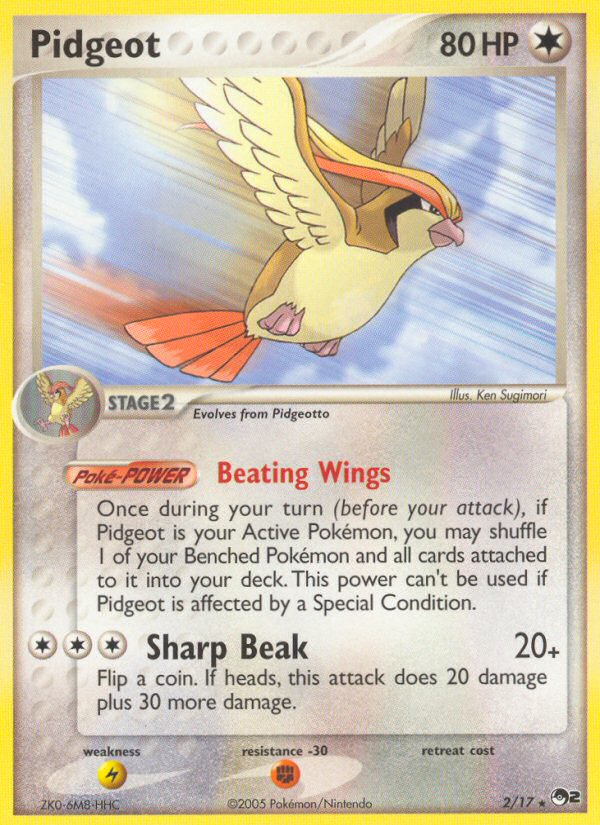 Pidgeot 80 HP
Illus. Ken Sugimori
STAGE 2
Evolves from Pidgeotto
Poké-POWER Beating Wings
Once during your turn (before your attack), if
Pidgeot is your Active Pokémon, you may shuffle
1 of your Benched Pokémon and all cards attached
to it into your deck. This power can't be used if
Pidgeot is affected by a Special Condition.
Sharp Beak 20+
Flip a coin. If heads, this attack does 20 damage
plus 30 more damage.
weakness resistance -30 retreat cost
ZK0-6M8-HHC ©2005 Pokémon/Nintendo 2/17 ★ 2